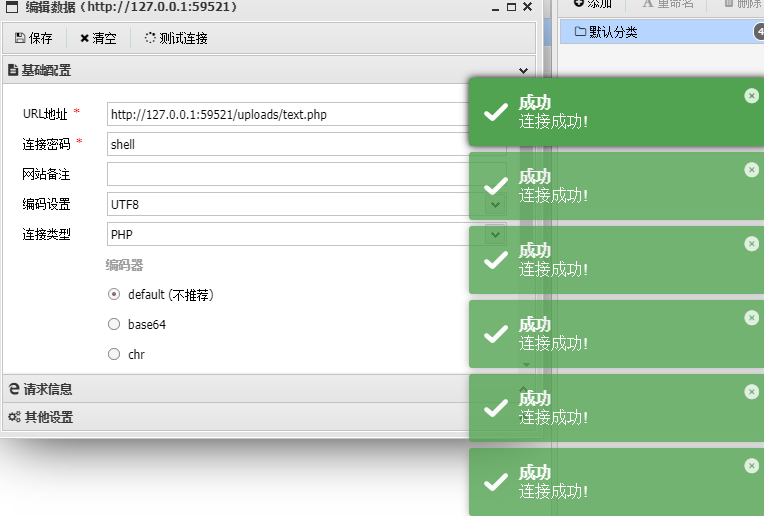 编辑数据 (http://127.0.0.1:59521)
保存 清空 测试连接
基础配置
URL地址 * http://127.0.0.1:59521/uploads/text.php
连接密码 * shell
网站备注
编码设置 UTF8
连接类型 PHP
编码器
default (不推荐)
base64
chr
请求信息
其他设置
添加 重命名 删除
默认分类 4
成功
连接成功!
成功
连接成功!
成功
连接成功!
成功
连接成功!
成功
连接成功!
成功
连接成功!